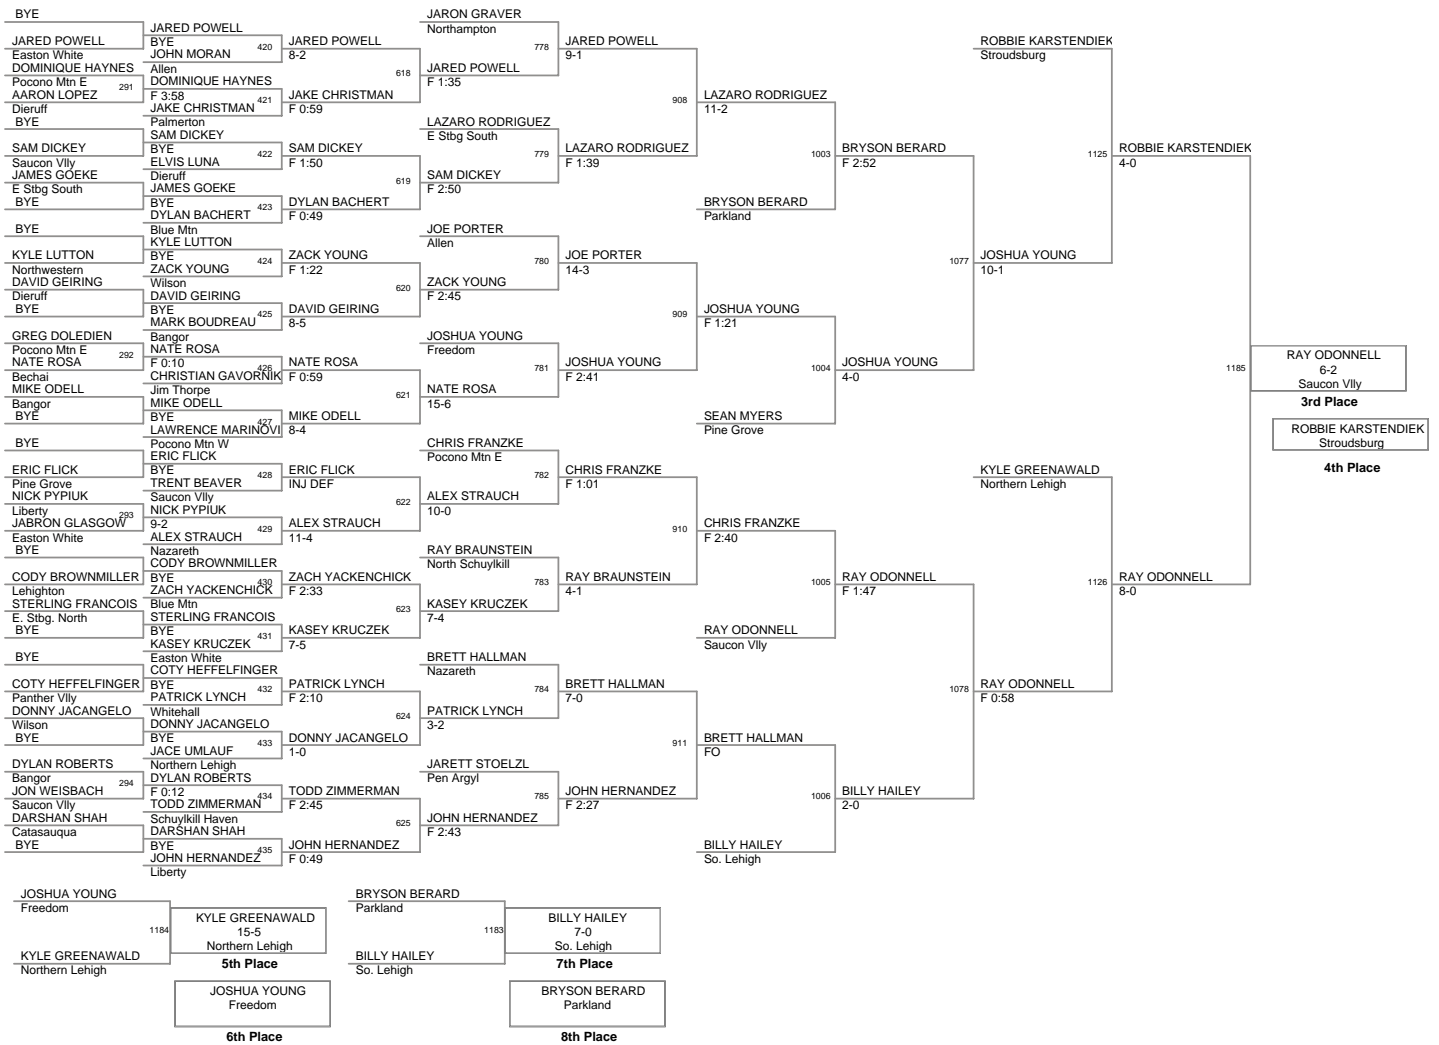 BYE
JARED POWELL
Easton White
DOMINIQUE HAYNES
Pocono Mtn E
291
AARON LOPEZ
Dieruff
BYE
SAM DICKEY
Saucon Vlly
JAMES GOEKE
E Stbg South
BYE
BYE
KYLE LUTTON
Northwestern
DAVID GEIRING
Dieruff
BYE
GREG DOLEDIEN
Pocono Mtn E
292
NATE ROSA
Bechai
MIKE ODELL
Bangor
BYE
BYE
ERIC FLICK
Pine Grove
NICK PYPIUK
Liberty
293
JABRON GLASGOW
Easton White
BYE
CODY BROWNMILLER
Lehighton
STERLING FRANCOIS
E. Stbg. North
BYE
BYE
COTY HEFFELFINGER
Panther Vlly
DONNY JACANGELO
Wilson
BYE
DYLAN ROBERTS
Bangor
294
JON WEISBACH
Saucon Vlly
DARSHAN SHAH
Catasauqua
BYE
JARED POWELL
BYE
420
JOHN MORAN
Allen
DOMINIQUE HAYNES
F 3:58
421
JAKE CHRISTMAN
Palmerton
SAM DICKEY
BYE
422
ELVIS LUNA
Dieruff
JAMES GOEKE
BYE
423
DYLAN BACHERT
Blue Mtn
KYLE LUTTON
BYE
424
ZACK YOUNG
Wilson
DAVID GEIRING
BYE
425
MARK BOUDREAU
Bangor
NATE ROSA
F 0:10
426
CHRISTIAN GAVORNIK
Jim Thorpe
MIKE ODELL
BYE
427
LAWRENCE MARINOVI
Pocono Mtn W
ERIC FLICK
BYE
428
TRENT BEAVER
Saucon Vlly
NICK PYPIUK
9-2
429
ALEX STRAUCH
Nazareth
CODY BROWNMILLER
BYE
430
ZACH YACKENCHICK
Blue Mtn
STERLING FRANCOIS
BYE
431
KASEY KRUCZEK
Easton White
COTY HEFFELFINGER
BYE
432
PATRICK LYNCH
Whitehall
DONNY JACANGELO
BYE
433
JACE UMLAUF
Northern Lehigh
DYLAN ROBERTS
F 0:12
434
TODD ZIMMERMAN
Schuylkill Haven
DARSHAN SHAH
BYE
435
JOHN HERNANDEZ
Liberty
JARED POWELL
8-2
618
JAKE CHRISTMAN
F 0:59
SAM DICKEY
F 1:50
619
DYLAN BACHERT
F 0:49
ZACK YOUNG
F 1:22
620
DAVID GEIRING
8-5
NATE ROSA
F 0:59
621
MIKE ODELL
8-4
ERIC FLICK
INJ DEF
622
ALEX STRAUCH
11-4
ZACH YACKENCHICK
F 2:33
623
KASEY KRUCZEK
7-5
PATRICK LYNCH
F 2:10
624
DONNY JACANGELO
1-0
TODD ZIMMERMAN
F 2:45
625
JOHN HERNANDEZ
F 0:49
JARON GRAVER
Northampton
778
JARED POWELL
F 1:35
LAZARO RODRIGUEZ
E Stbg South
779
SAM DICKEY
F 2:50
JOE PORTER
Allen
780
ZACK YOUNG
F 2:45
JOSHUA YOUNG
Freedom
781
NATE ROSA
15-6
CHRIS FRANZKE
Pocono Mtn E
782
ALEX STRAUCH
10-0
RAY BRAUNSTEIN
North Schuylkill
783
KASEY KRUCZEK
7-4
BRETT HALLMAN
Nazareth
784
PATRICK LYNCH
3-2
JARETT STOELZL
Pen Argyl
785
JOHN HERNANDEZ
F 2:43
JARED POWELL
9-1
908
LAZARO RODRIGUEZ
F 1:39
JOE PORTER
14-3
909
JOSHUA YOUNG
F 2:41
CHRIS FRANZKE
F 1:01
910
RAY BRAUNSTEIN
4-1
BRETT HALLMAN
7-0
911
JOHN HERNANDEZ
F 2:27
LAZARO RODRIGUEZ
11-2
1003
BRYSON BERARD
Parkland
JOSHUA YOUNG
F 1:21
1004
SEAN MYERS
Pine Grove
CHRIS FRANZKE
F 2:40
1005
RAY ODONNELL
Saucon Vlly
BRETT HALLMAN
FO
1006
BILLY HAILEY
So. Lehigh
BRYSON BERARD
F 2:52
1077
JOSHUA YOUNG
4-0
RAY ODONNELL
F 1:47
1078
BILLY HAILEY
2-0
ROBBIE KARSTENDIEK
Stroudsburg
1125
JOSHUA YOUNG
10-1
KYLE GREENAWALD
Northern Lehigh
1126
RAY ODONNELL
F 0:58
ROBBIE KARSTENDIEK
4-0
1185
RAY ODONNELL
8-0
RAY ODONNELL
6-2
Saucon Vlly
3rd Place
ROBBIE KARSTENDIEK
Stroudsburg
4th Place
JOSHUA YOUNG
Freedom
1184
KYLE GREENAWALD
Northern Lehigh
KYLE GREENAWALD
15-5
Northern Lehigh
5th Place
JOSHUA YOUNG
Freedom
6th Place
BRYSON BERARD
Parkland
1183
BILLY HAILEY
So. Lehigh
BILLY HAILEY
7-0
So. Lehigh
7th Place
BRYSON BERARD
Parkland
8th Place